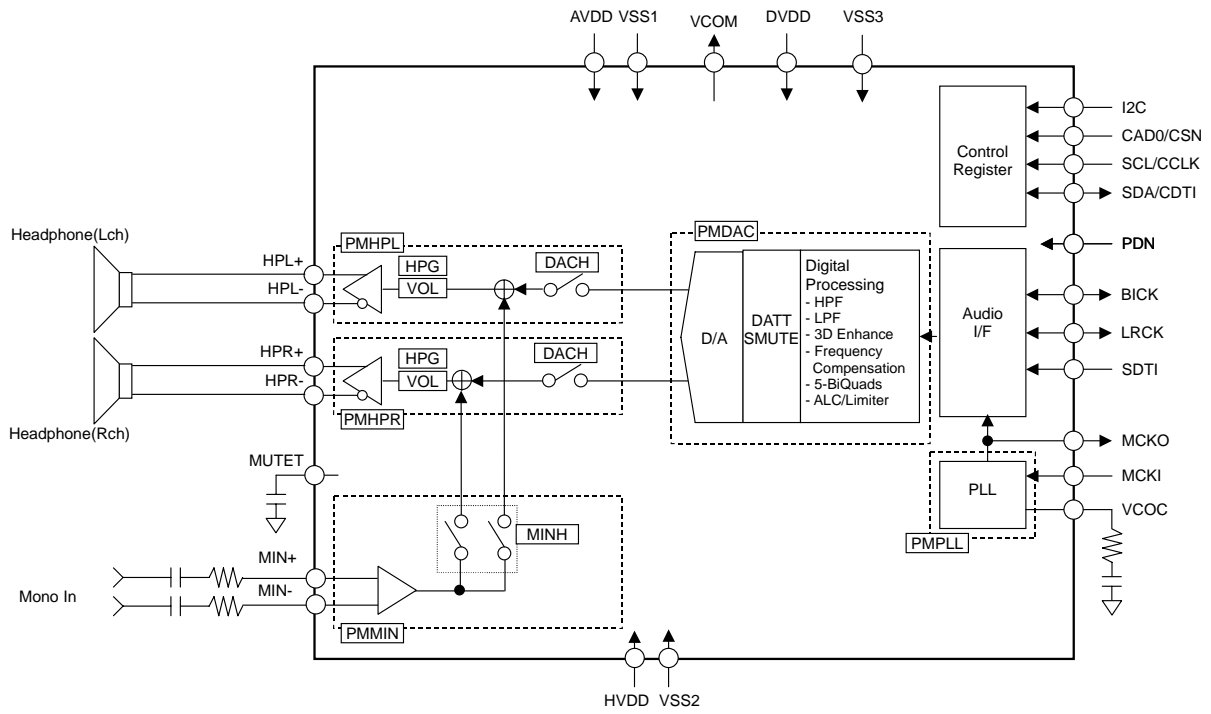 AVDD VSS1 VCOM DVDD VSS3
I2C
CAD0/CSN
SCL/CCLK
SDA/CDTI
Control
Register
PDN
Headphone(Lch)
HPL+
HPL-
PMHPL
HPG
VOL
DACH
PMDAC
D/A
DATT
SMUTE
Digital
Processing
- HPF
- LPF
- 3D Enhance
- Frequency
Compensation
- 5-BiQuads
- ALC/Limiter
Audio
I/F
BICK
LRCK
SDTI
HPR+
HPR-
HPG
VOL
DACH
PMHPR
Headphone(Rch)
MUTET
MCKO
MCKI
VCOC
PLL
PMPLL
MINH
MIN+
MIN-
Mono In
PMMIN
HVDD VSS2